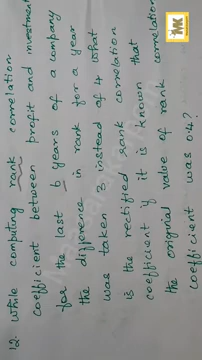 12. While computing rank correlation
coefficient between profit and investment
for the last 6 years of a company
the difference in rank for a year
was taken 3 instead of 4 what
is the rectified rank correlation
coefficient if it is known that
the original value of rank correlation
coefficient was 0.4?